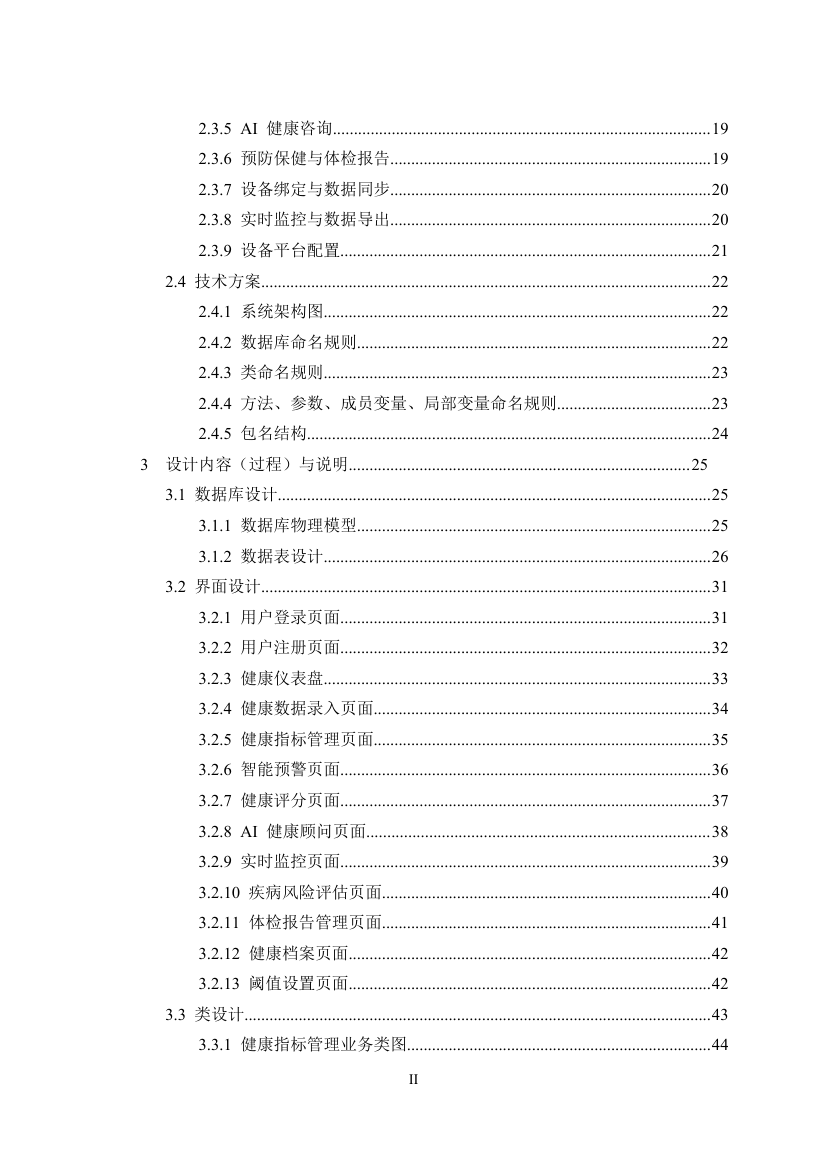 2.3.5 AI 健康咨询........................................19
2.3.6 预防保健与体检报告........................................19
2.3.7 设备绑定与数据同步........................................20
2.3.8 实时监控与数据导出........................................20
2.3.9 设备平台配置........................................21
2.4 技术方案........................................22
2.4.1 系统架构图........................................22
2.4.2 数据库命名规则........................................22
2.4.3 类命名规则........................................23
2.4.4 方法、参数、成员变量、局部变量命名规则........................................23
2.4.5 包名结构........................................24
3 设计内容（过程）与说明........................................25
3.1 数据库设计........................................25
3.1.1 数据库物理模型........................................25
3.1.2 数据表设计........................................26
3.2 界面设计........................................31
3.2.1 用户登录页面........................................31
3.2.2 用户注册页面........................................32
3.2.3 健康仪表盘........................................33
3.2.4 健康数据录入页面........................................34
3.2.5 健康指标管理页面........................................35
3.2.6 智能预警页面........................................36
3.2.7 健康评分页面........................................37
3.2.8 AI 健康顾问页面........................................38
3.2.9 实时监控页面........................................39
3.2.10 疾病风险评估页面........................................40
3.2.11 体检报告管理页面........................................41
3.2.12 健康档案页面........................................42
3.2.13 阈值设置页面........................................42
3.3 类设计........................................43
3.3.1 健康指标管理业务类图........................................44
II